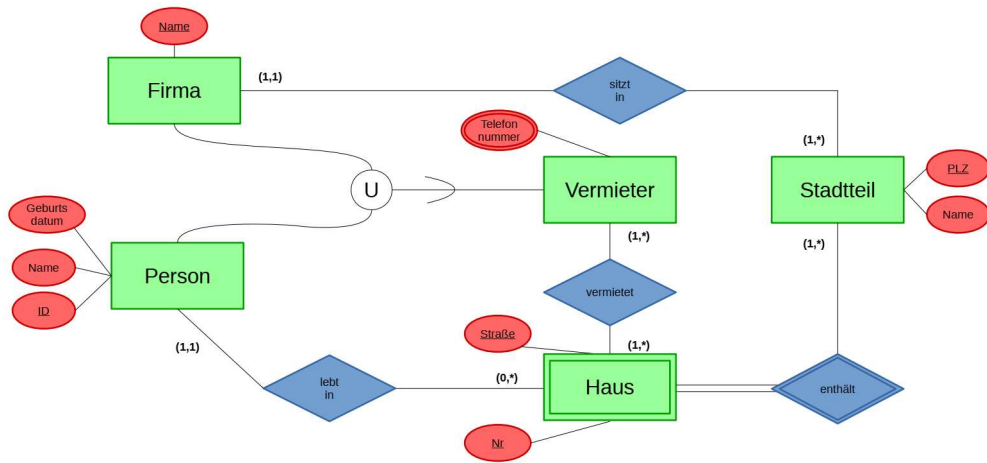 Name
(1,1)
Firma
sitzt
in
Telefon
nummer
(1,*)
U
Vermieter
Stadtteil
PLZ
Name
Geburts
datum
(1,*)
(1,*)
Name
Person
ID
vermietet
Straße
(1,1)
(1,*)
lebt
in
(0,*)
Haus
enthält
Nr